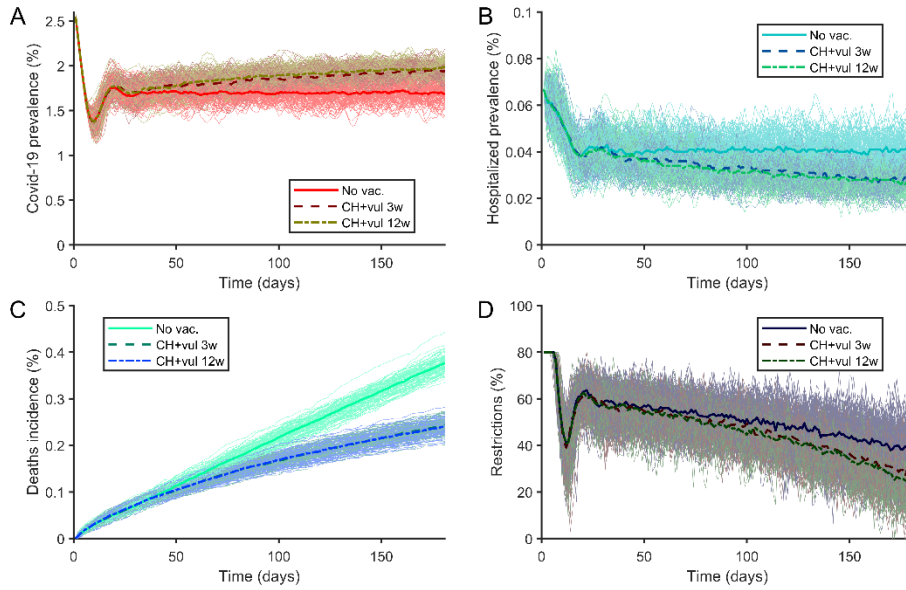 A
Covid-19 prevalence (%)
2.5
2
1.5
1
0.5
0
0
50
100
150
Time (days)
No vac.
CH+vul 3w
CH+vul 12w
B
Hospitalized prevalence (%)
0.1
0.08
0.06
0.04
0.02
0
0
50
100
150
Time (days)
No vac.
CH+vul 3w
CH+vul 12w
C
Deaths incidence (%)
0.5
0.4
0.3
0.2
0.1
0
0
50
100
150
Time (days)
No vac.
CH+vul 3w
CH+vul 12w
D
Restrictions (%)
100
80
60
40
20
0
0
50
100
150
Time (days)
No vac.
CH+vul 3w
CH+vul 12w